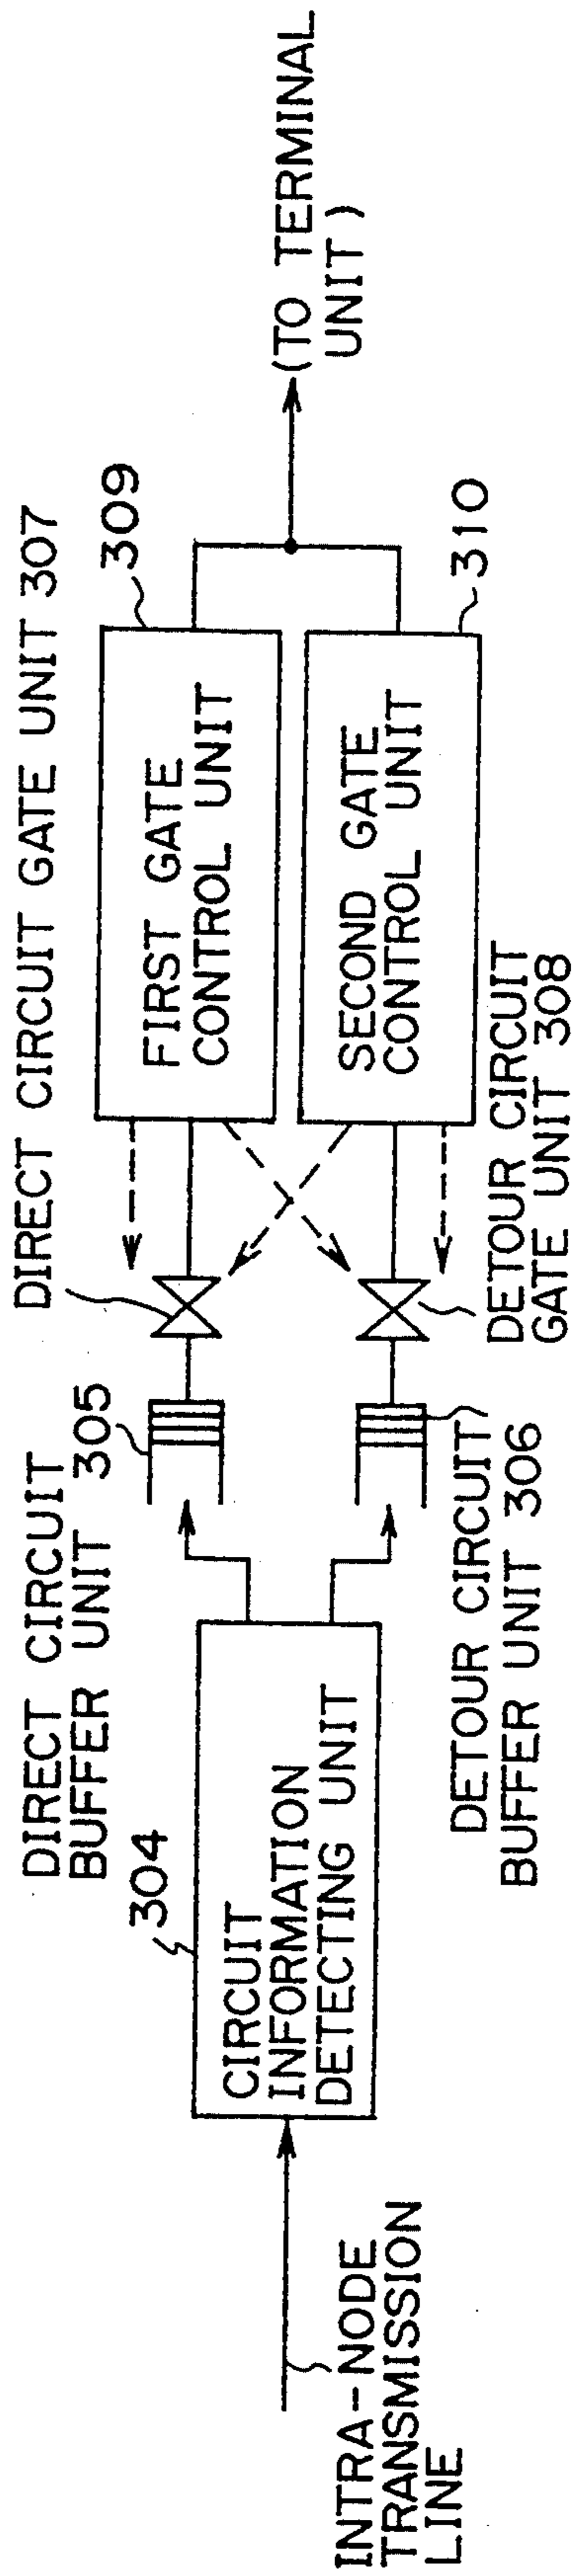 INTRA-NODE
TRANSMISSION
LINE
304
CIRCUIT
INFORMATION
DETECTING UNIT
DIRECT CIRCUIT
BUFFER UNIT 305
DETOUR CIRCUIT
BUFFER UNIT 306
DIRECT CIRCUIT GATE UNIT 307
DETOUR CIRCUIT
GATE UNIT 308
309
FIRST GATE
CONTROL UNIT
SECOND GATE
CONTROL UNIT
310
(TO TERMINAL
UNIT)